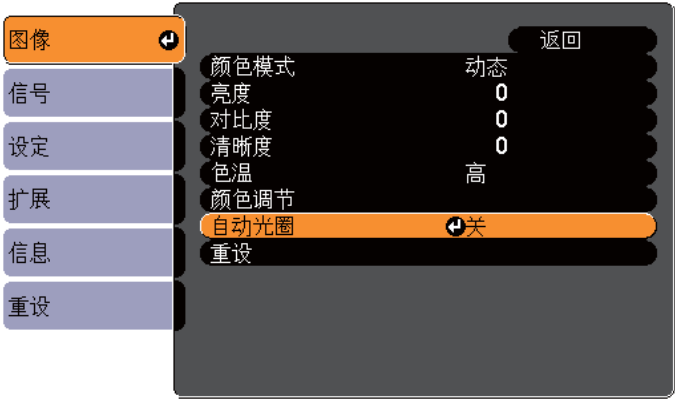 图像
信号
设定
扩展
信息
重设
返回
颜色模式 动态
亮度 0
对比度 0
清晰度 0
色温 高
颜色调节
自动光圈 关
重设